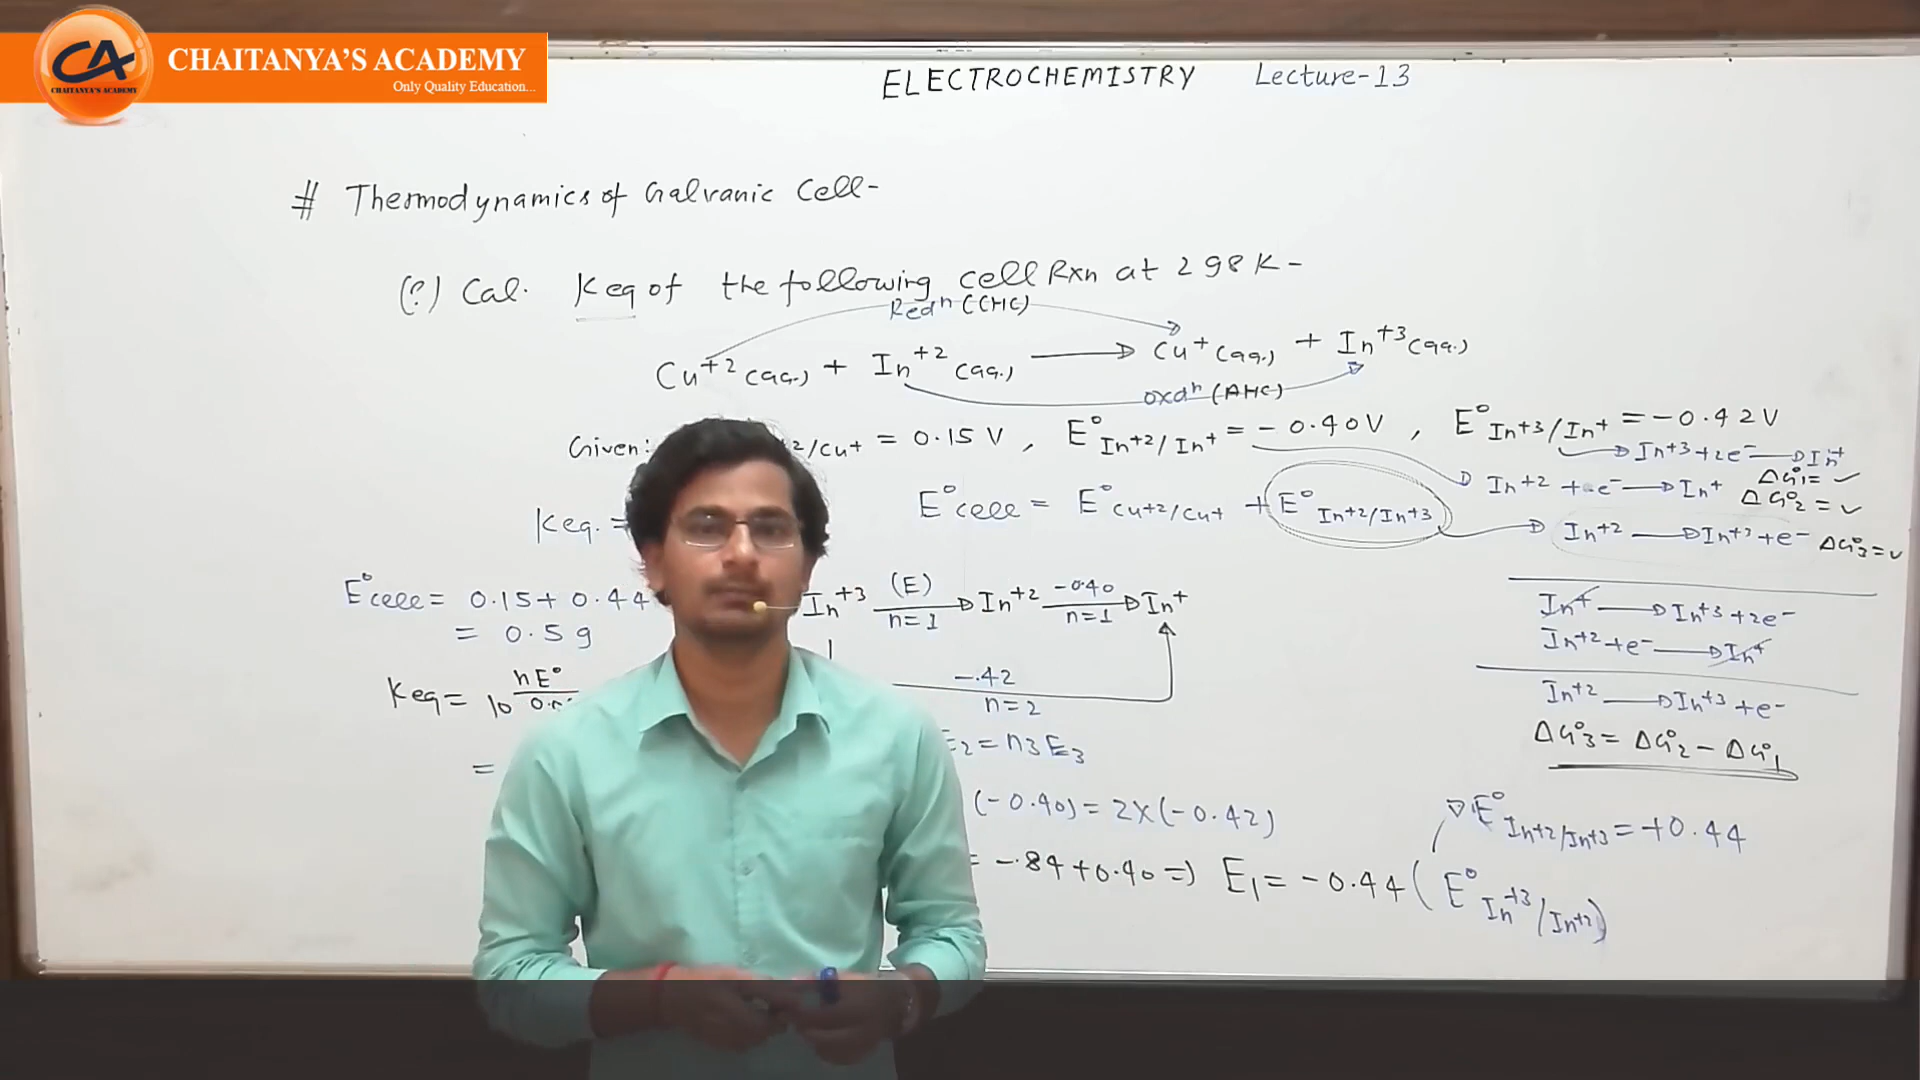 CA
CHAITANYA'S ACADEMY
CHAITANYA'S ACADEMY
Only Quality Education...
ELECTROCHEMISTRY Lecture-13
# Thermodynamics of Galvanic Cell-
(?) Cal. Keq of the following cell Rxn at 298K-
Redⁿ (CHC)
Cu⁺² (aq.) + In⁺² (aq.) → Cu⁺ (aq.) + In⁺³ (aq.)
oxdⁿ (AHC)
Given: +2/Cu+ = 0.15 V , E° In+2/In+ = -0.40V , E° In+3/In+ = -0.42V
In+3 + 2e⁻ → In+
ΔG°1 = ✓
In+2 + e⁻ → In+ ΔG°2 = ✓
Keq. = E°cell = E° Cu+2/Cu+ + E° In+2/In+3
In+2 → In+3 + e⁻ ΔG°3 = ✓
E°cell = 0.15 + 0.44
= 0.59
In+3 (E) n=1 → In+2 -0.40 n=1 → In+
In+ → In+3 + 2e⁻
In+2 + e⁻ → In+
Keq = 10 nE°
-.42
n=2
In+2 → In+3 + e⁻
ΔG°3 = ΔG°2 - ΔG°1
=
E2 = n3E3
(-0.40) = 2x(-0.42)
E° In+2/In+3 = +0.44
= -.84 + 0.40 => E1 = -0.44 (E° In+3/In+2)